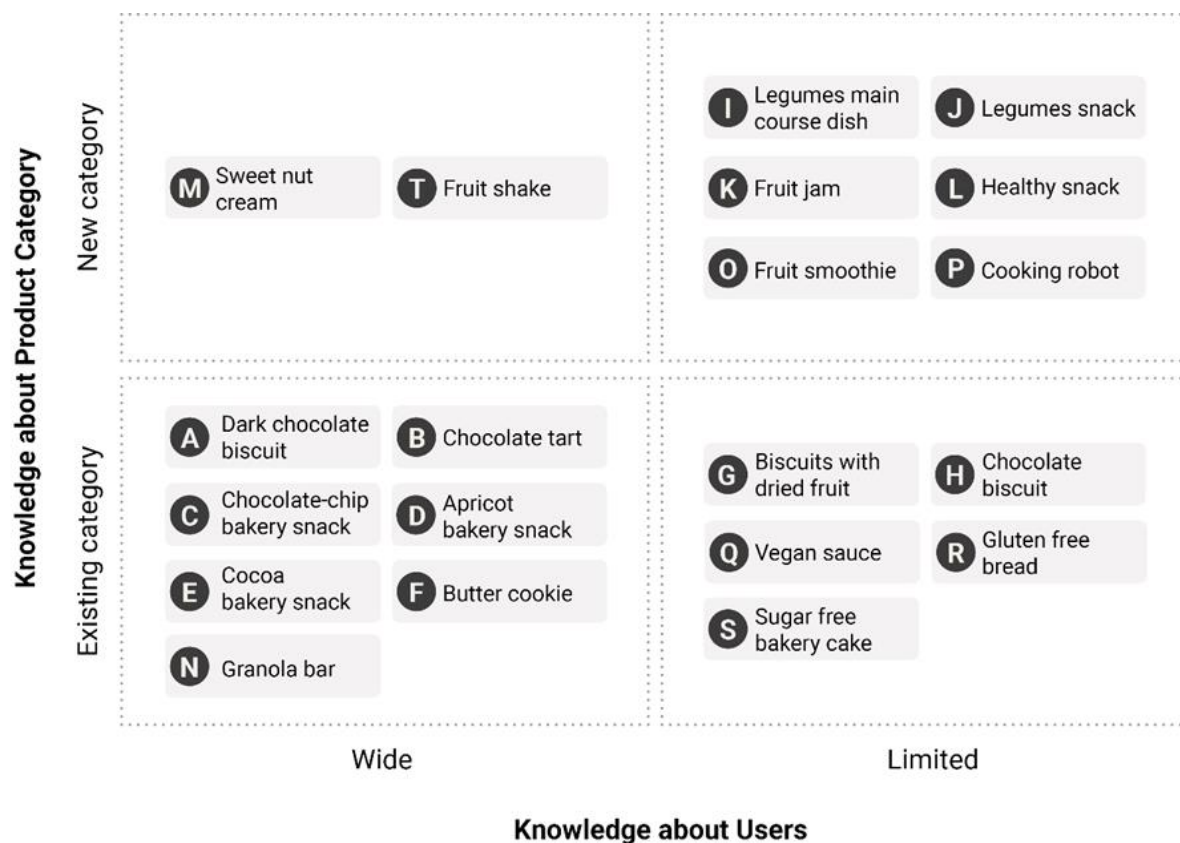 Knowledge about Product Category
New category
M Sweet nut
cream
T Fruit shake
I Legumes main
course dish
J Legumes snack
K Fruit jam
L Healthy snack
O Fruit smoothie
P Cooking robot
Existing category
A Dark chocolate
biscuit
B Chocolate tart
C Chocolate-chip
bakery snack
D Apricot
bakery snack
E Cocoa
bakery snack
F Butter cookie
N Granola bar
G Biscuits with
dried fruit
H Chocolate
biscuit
Q Vegan sauce
R Gluten free
bread
S Sugar free
bakery cake
Wide
Limited
Knowledge about Users